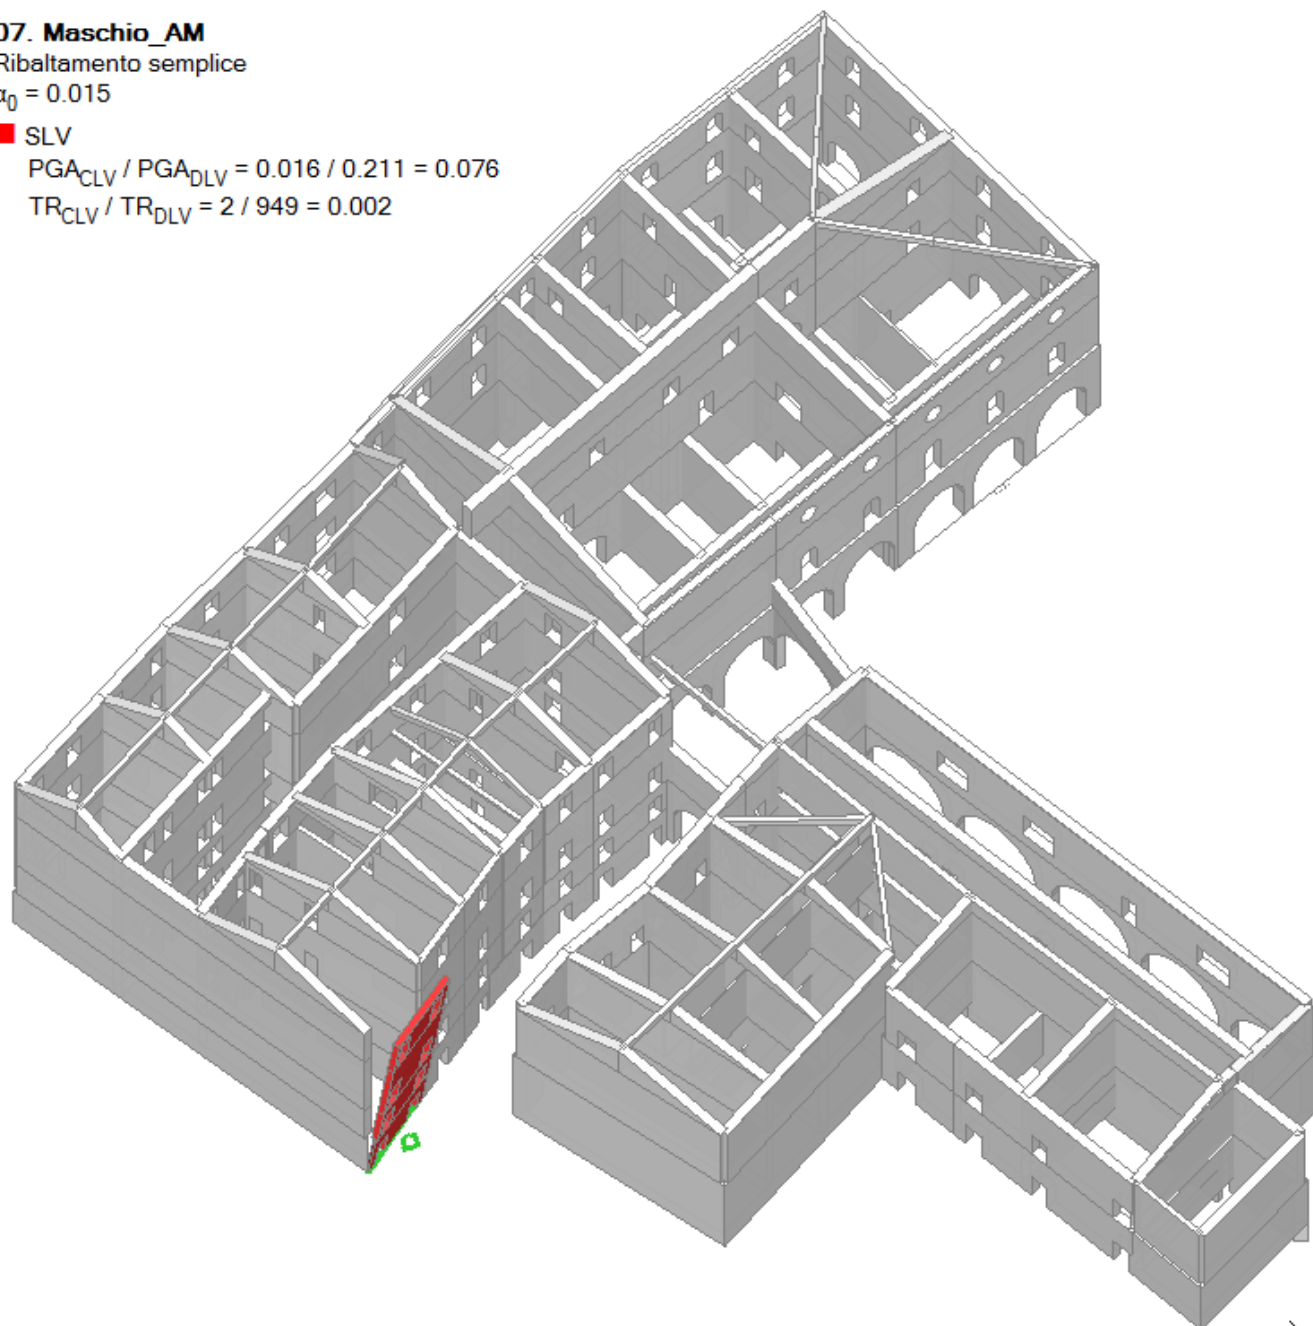 07. Maschio_AM
Ribaltamento semplice
α0 = 0.015
SLV
PGACLV / PGADLV = 0.016 / 0.211 = 0.076
TRCLV / TRDLV = 2 / 949 = 0.002